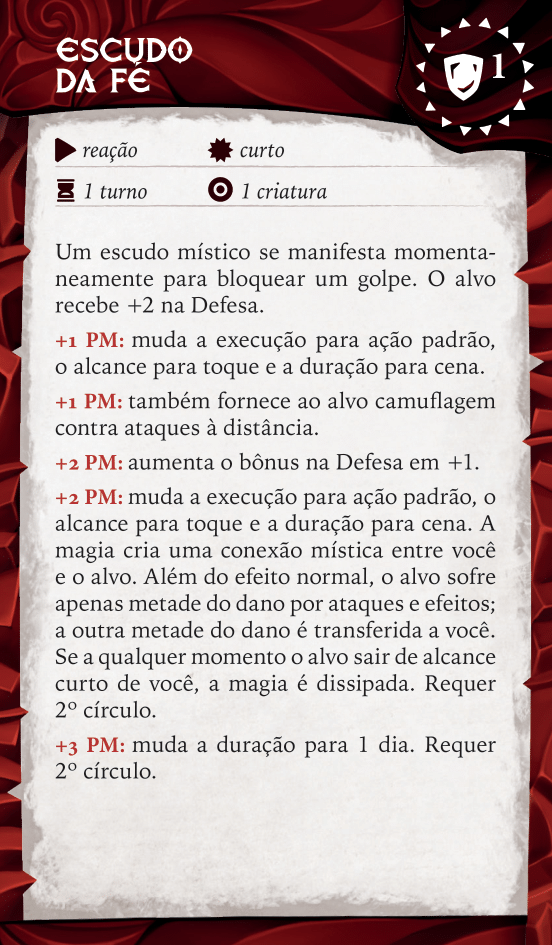 ESCUDO
DA FÉ
1
reação curto
1 turno 1 criatura
Um escudo místico se manifesta momenta-
neamente para bloquear um golpe. O alvo
recebe +2 na Defesa.
+1 PM: muda a execução para ação padrão,
o alcance para toque e a duração para cena.
+1 PM: também fornece ao alvo camuflagem
contra ataques à distância.
+2 PM: aumenta o bônus na Defesa em +1.
+2 PM: muda a execução para ação padrão, o
alcance para toque e a duração para cena. A
magia cria uma conexão mística entre você
e o alvo. Além do efeito normal, o alvo sofre
apenas metade do dano por ataques e efeitos;
a outra metade do dano é transferida a você.
Se a qualquer momento o alvo sair de alcance
curto de você, a magia é dissipada. Requer
2º círculo.
+3 PM: muda a duração para 1 dia. Requer
2º círculo.